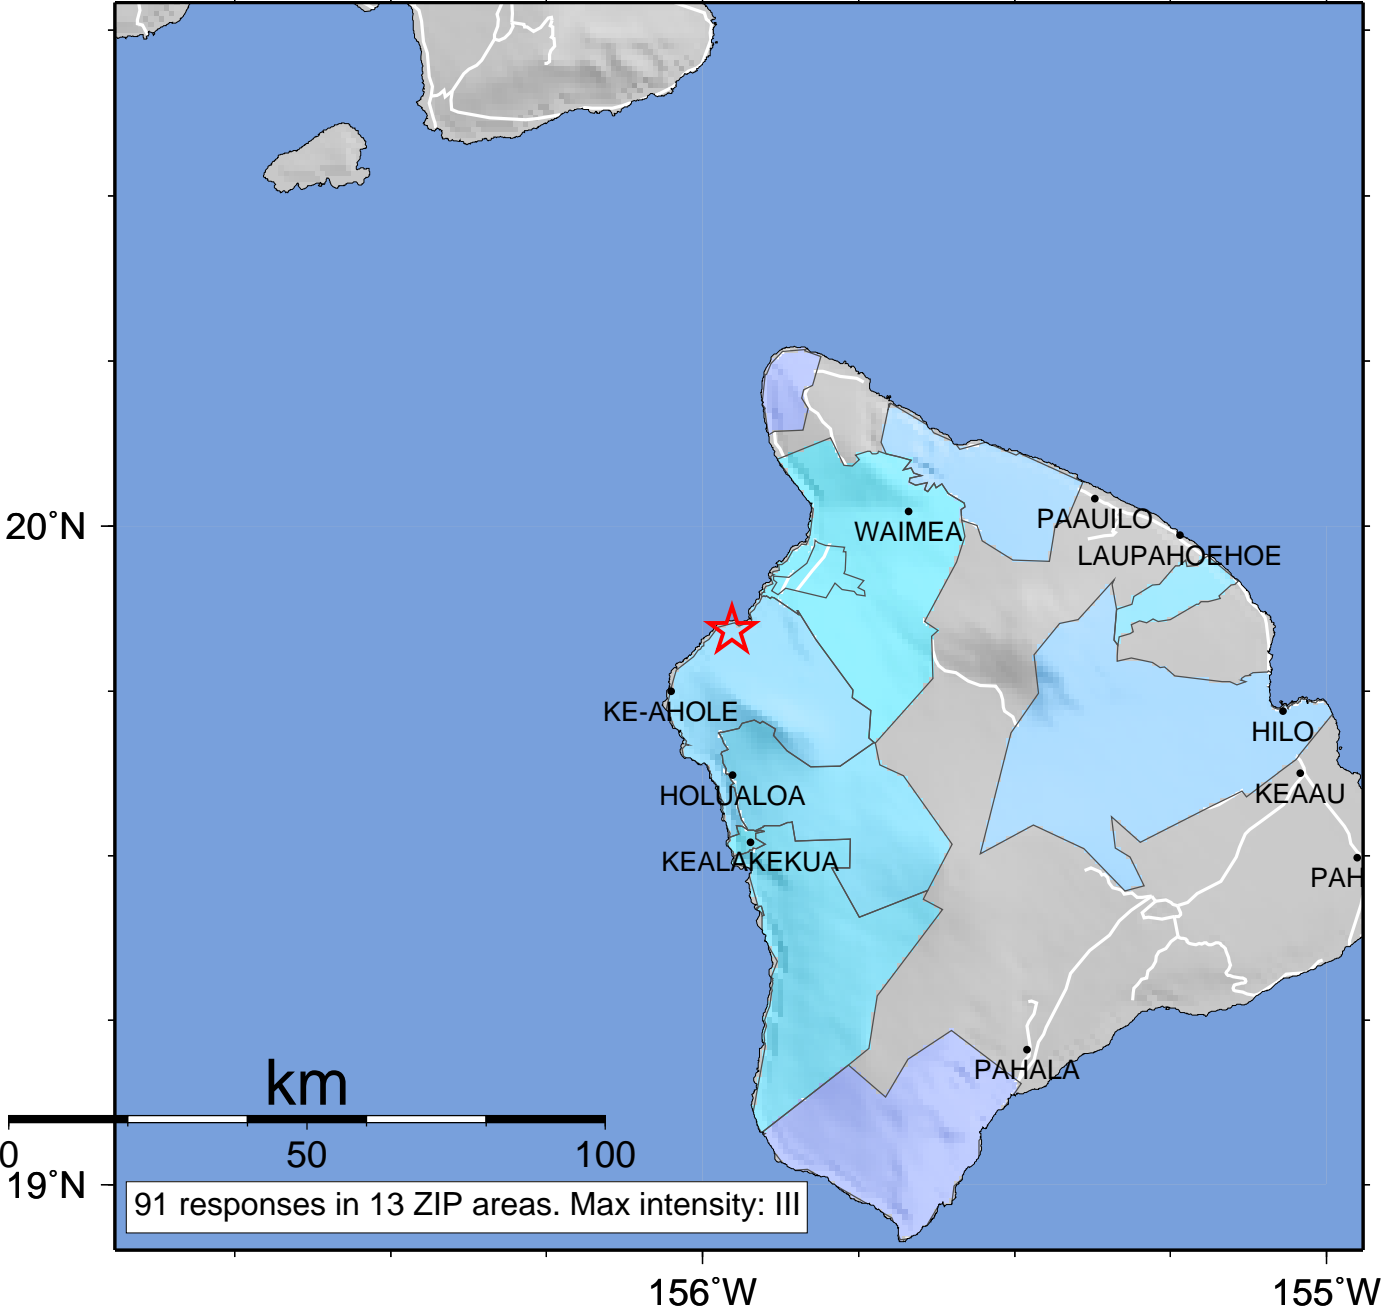 20˚N
WAIMEA
PAAUILO
LAUPAHOEHOE
KE-AHOLE
HILO
HOLUALOA
KEAAU
KEALAKEKUA
PAH
PAHALA
km
0 50 100
19˚N
91 responses in 13 ZIP areas. Max intensity: III
156˚W 155˚W